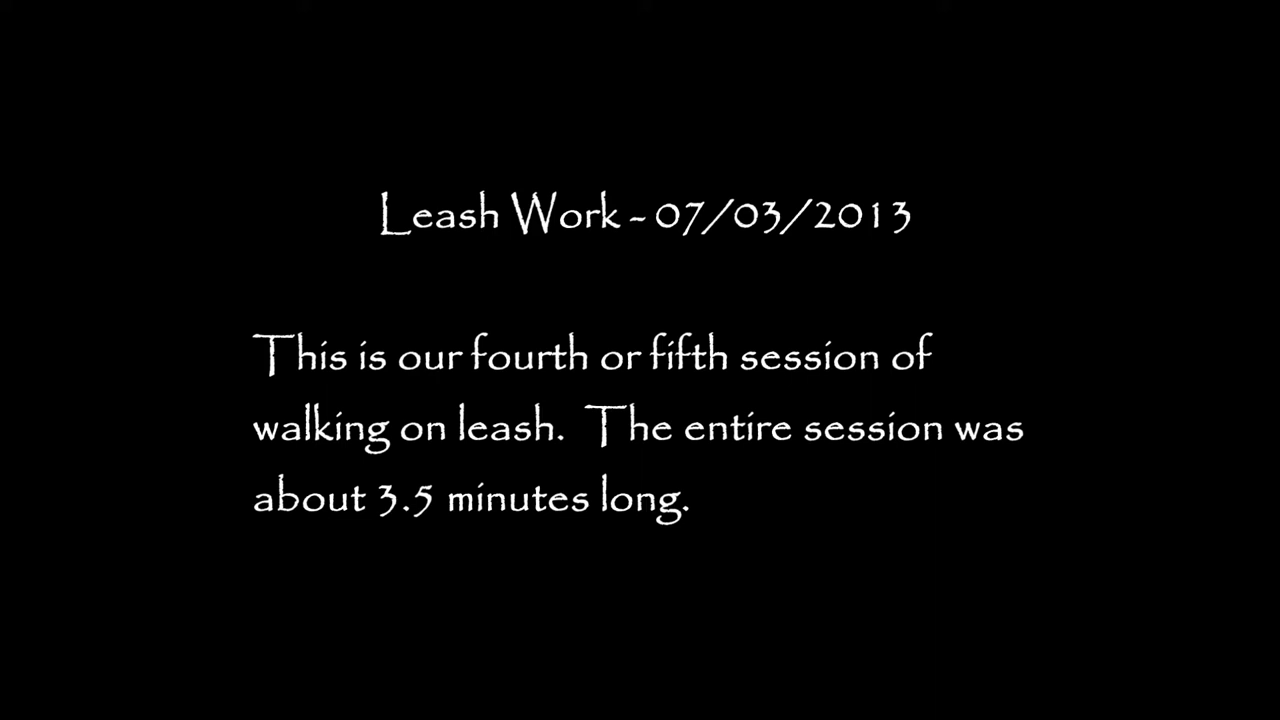 Leash Work - 07/03/2013
This is our fourth or fifth session of
walking on leash. The entire session was
about 3.5 minutes long.